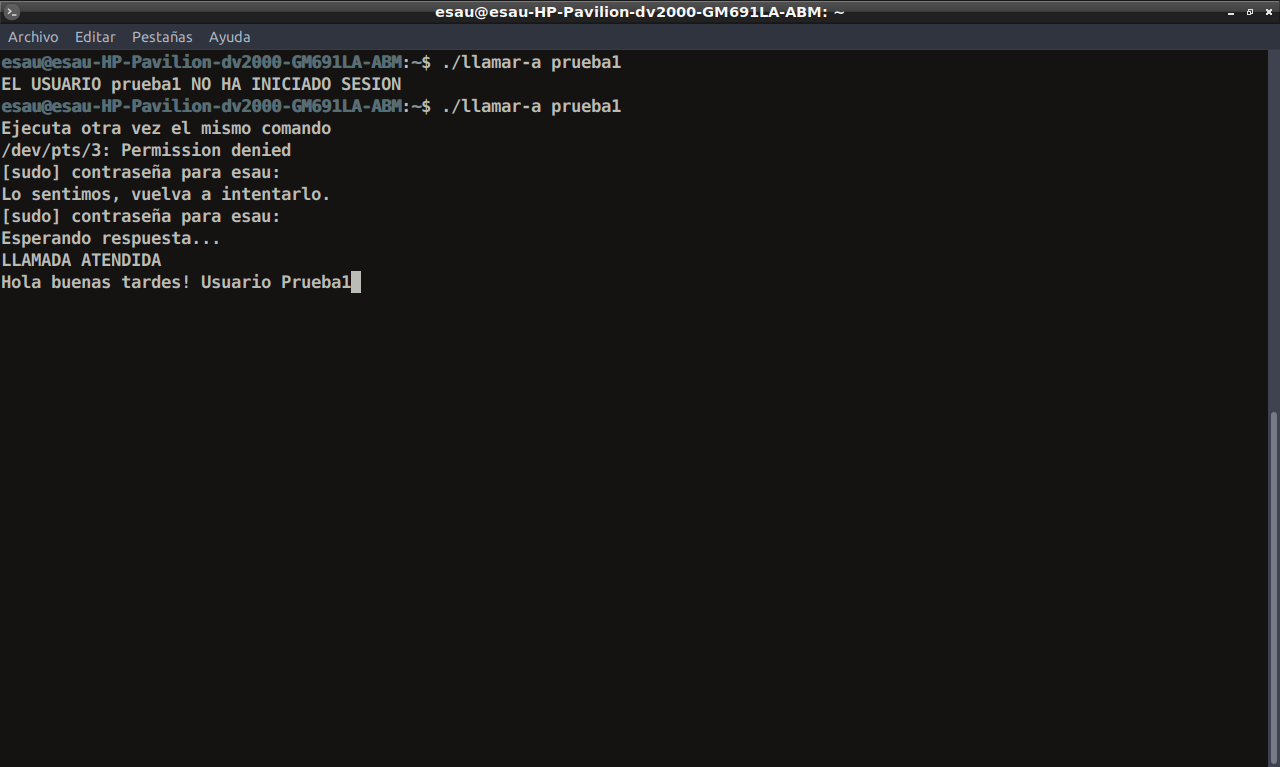 esau@esau-HP-Pavilion-dv2000-GM691LA-ABM: ~
Archivo Editar Pestañas Ayuda
esau@esau-HP-Pavilion-dv2000-GM691LA-ABM:~$ ./llamar-a prueba1
EL USUARIO prueba1 NO HA INICIADO SESION
esau@esau-HP-Pavilion-dv2000-GM691LA-ABM:~$ ./llamar-a prueba1
Ejecuta otra vez el mismo comando
/dev/pts/3: Permission denied
[sudo] contraseña para esau:
Lo sentimos, vuelva a intentarlo.
[sudo] contraseña para esau:
Esperando respuesta...
LLAMADA ATENDIDA
Hola buenas tardes! Usuario Prueba1